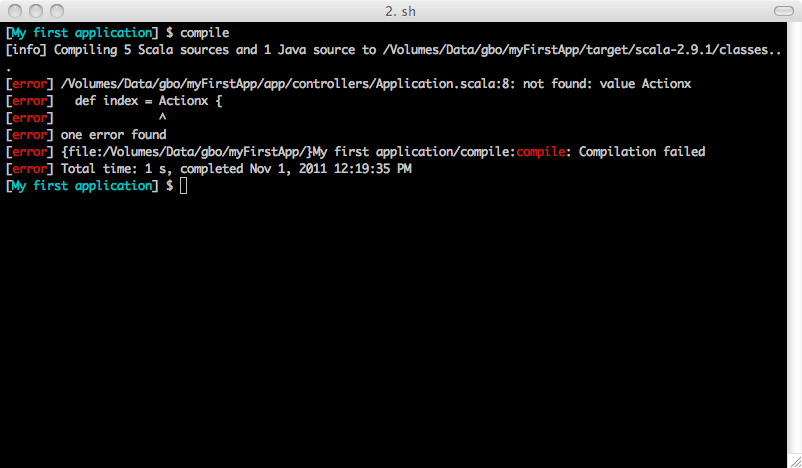 2. sh
[My first application] $ compile
[info] Compiling 5 Scala sources and 1 Java source to /Volumes/Data/gbo/myFirstApp/target/scala-2.9.1/classes..
.
[error] /Volumes/Data/gbo/myFirstApp/app/controllers/Application.scala:8: not found: value Actionx
[error]   def index = Actionx {
[error]               ^
[error] one error found
[error] {file:/Volumes/Data/gbo/myFirstApp/}My first application/compile:compile: Compilation failed
[error] Total time: 1 s, completed Nov 1, 2011 12:19:35 PM
[My first application] $